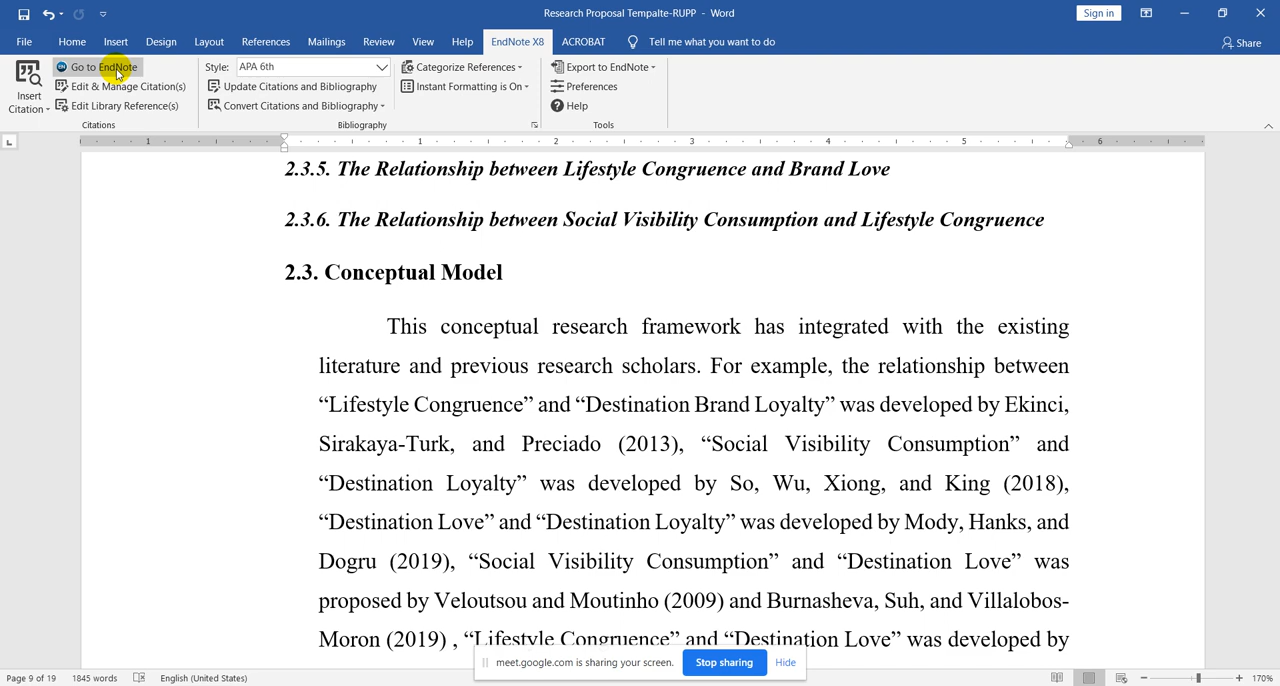 Research Proposal Tempalte-RUPP - Word
Sign in
File Home Insert Design Layout References Mailings Review View Help EndNote X8 ACROBAT Tell me what you want to do Share
Insert Citation
Go to EndNote
Edit & Manage Citation(s)
Edit Library Reference(s)
Citations
Style: APA 6th
Update Citations and Bibliography
Convert Citations and Bibliography
Categorize References
Instant Formatting is On
Bibliography
Export to EndNote
Preferences
Help
Tools
1 1 2 3 4 5 6
2.3.5. The Relationship between Lifestyle Congruence and Brand Love
2.3.6. The Relationship between Social Visibility Consumption and Lifestyle Congruence
2.3. Conceptual Model
This conceptual research framework has integrated with the existing
literature and previous research scholars. For example, the relationship between
“Lifestyle Congruence” and “Destination Brand Loyalty” was developed by Ekinci,
Sirakaya-Turk, and Preciado (2013), “Social Visibility Consumption” and
“Destination Loyalty” was developed by So, Wu, Xiong, and King (2018),
“Destination Love” and “Destination Loyalty” was developed by Mody, Hanks, and
Dogru (2019), “Social Visibility Consumption” and “Destination Love” was
proposed by Veloutsou and Moutinho (2009) and Burnasheva, Suh, and Villalobos-
Moron (2019) , “Lifestyle Congruence” and “Destination Love” was developed by
meet.google.com is sharing your screen. Stop sharing Hide
Page 9 of 19 1845 words English (United States) 170%